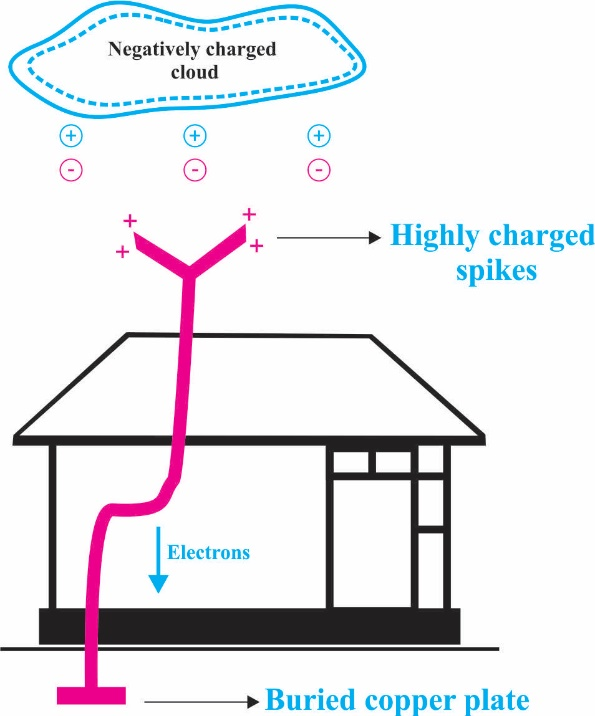 Negatively charged
cloud
+ + +
- - -
+ +
+ +
Highly charged
spikes
Electrons
Buried copper plate